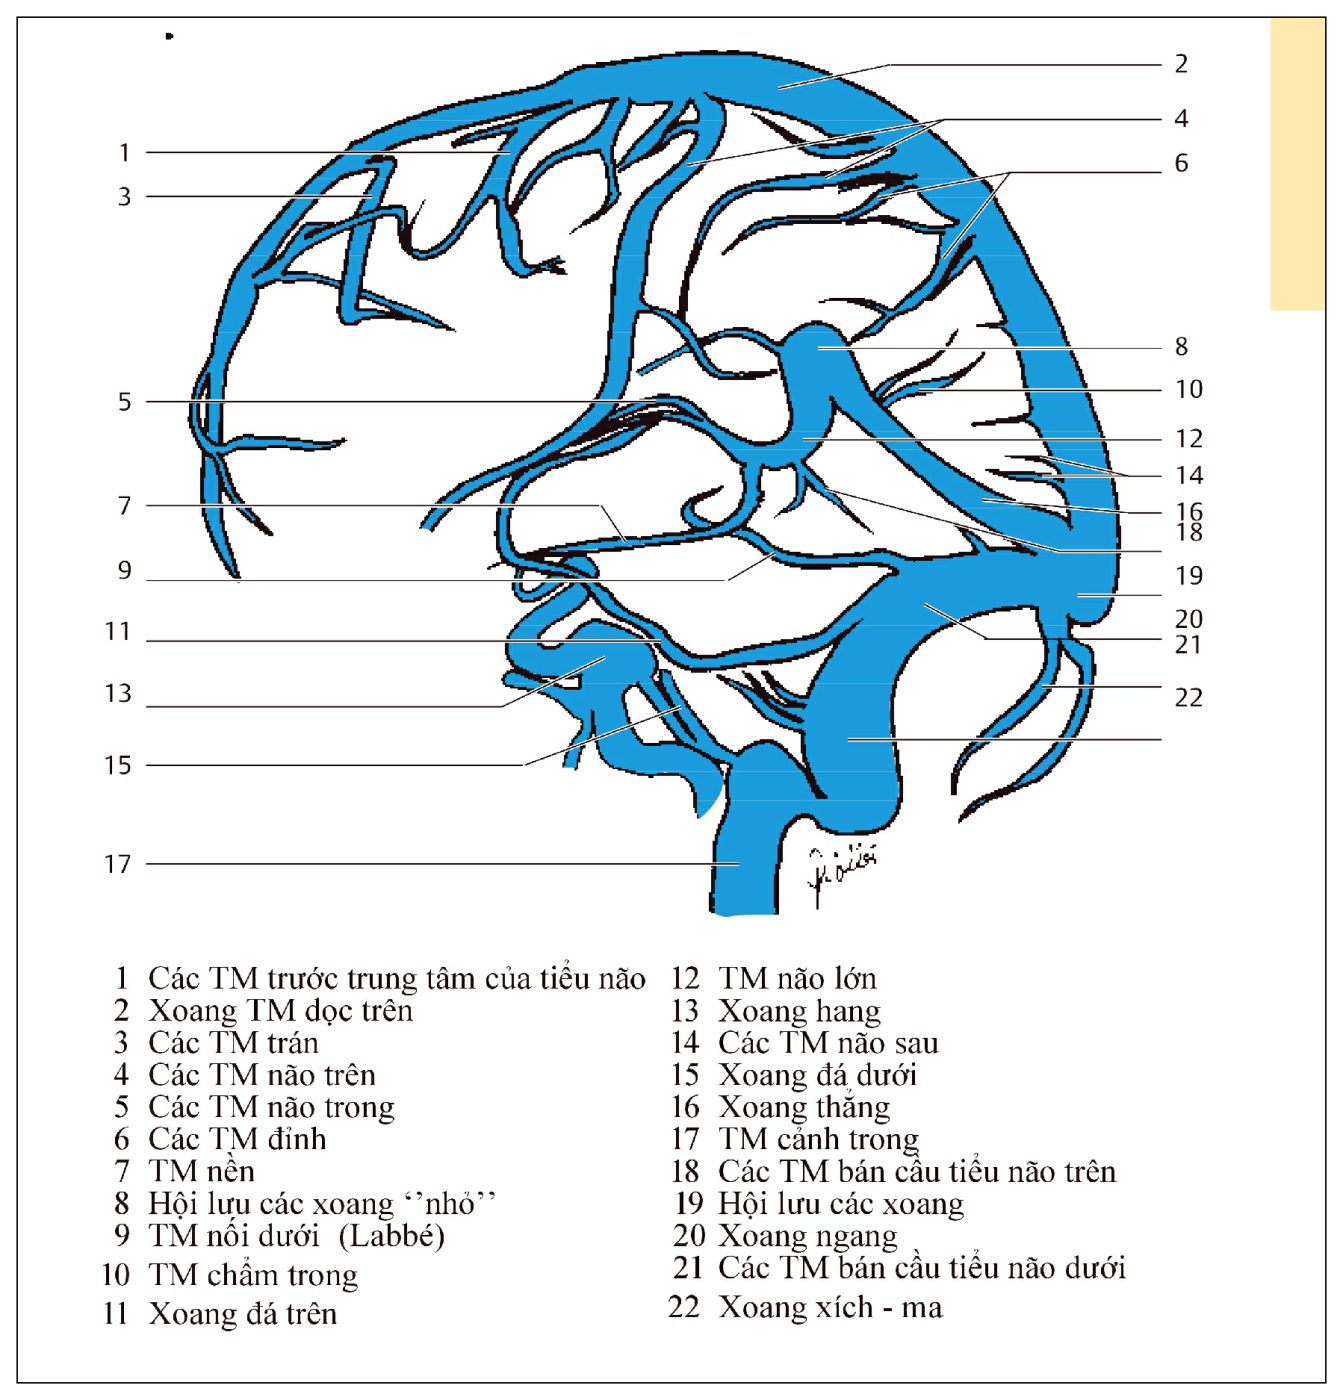 2
4
1
6
3
8
10
5
12
14
7
16
18
9
19
20
11
21
13
22
15
17
1 Các TM trước trung tâm của tiểu não
2 Xoang TM dọc trên
3 Các TM trán
4 Các TM não trên
5 Các TM não trong
6 Các TM đỉnh
7 TM nền
8 Hội lưu các xoang ‘’nhỏ’’
9 TM nối dưới (Labbé)
10 TM chẩm trong
11 Xoang đá trên
12 TM não lớn
13 Xoang hang
14 Các TM não sau
15 Xoang đá dưới
16 Xoang thẳng
17 TM cảnh trong
18 Các TM bán cầu tiểu não trên
19 Hội lưu các xoang
20 Xoang ngang
21 Các TM bán cầu tiểu não dưới
22 Xoang xích - ma